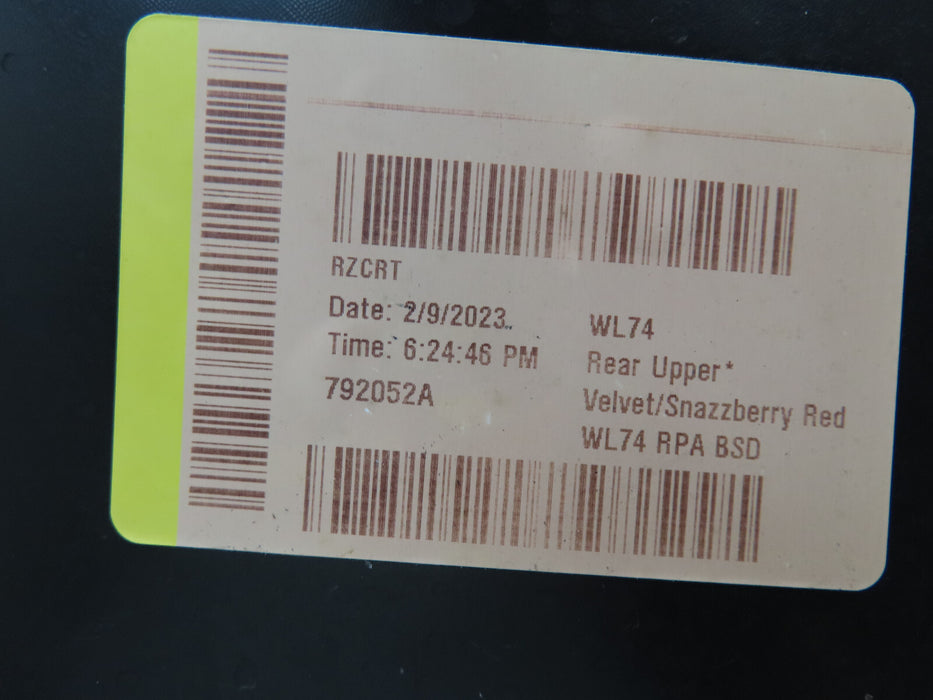 RZCRT
Date: 2/9/2023
Time: 6:24:46 PM
792052A
WL74
Rear Upper*
Velvet/Snazzberry Red
WL74 RPA BSD